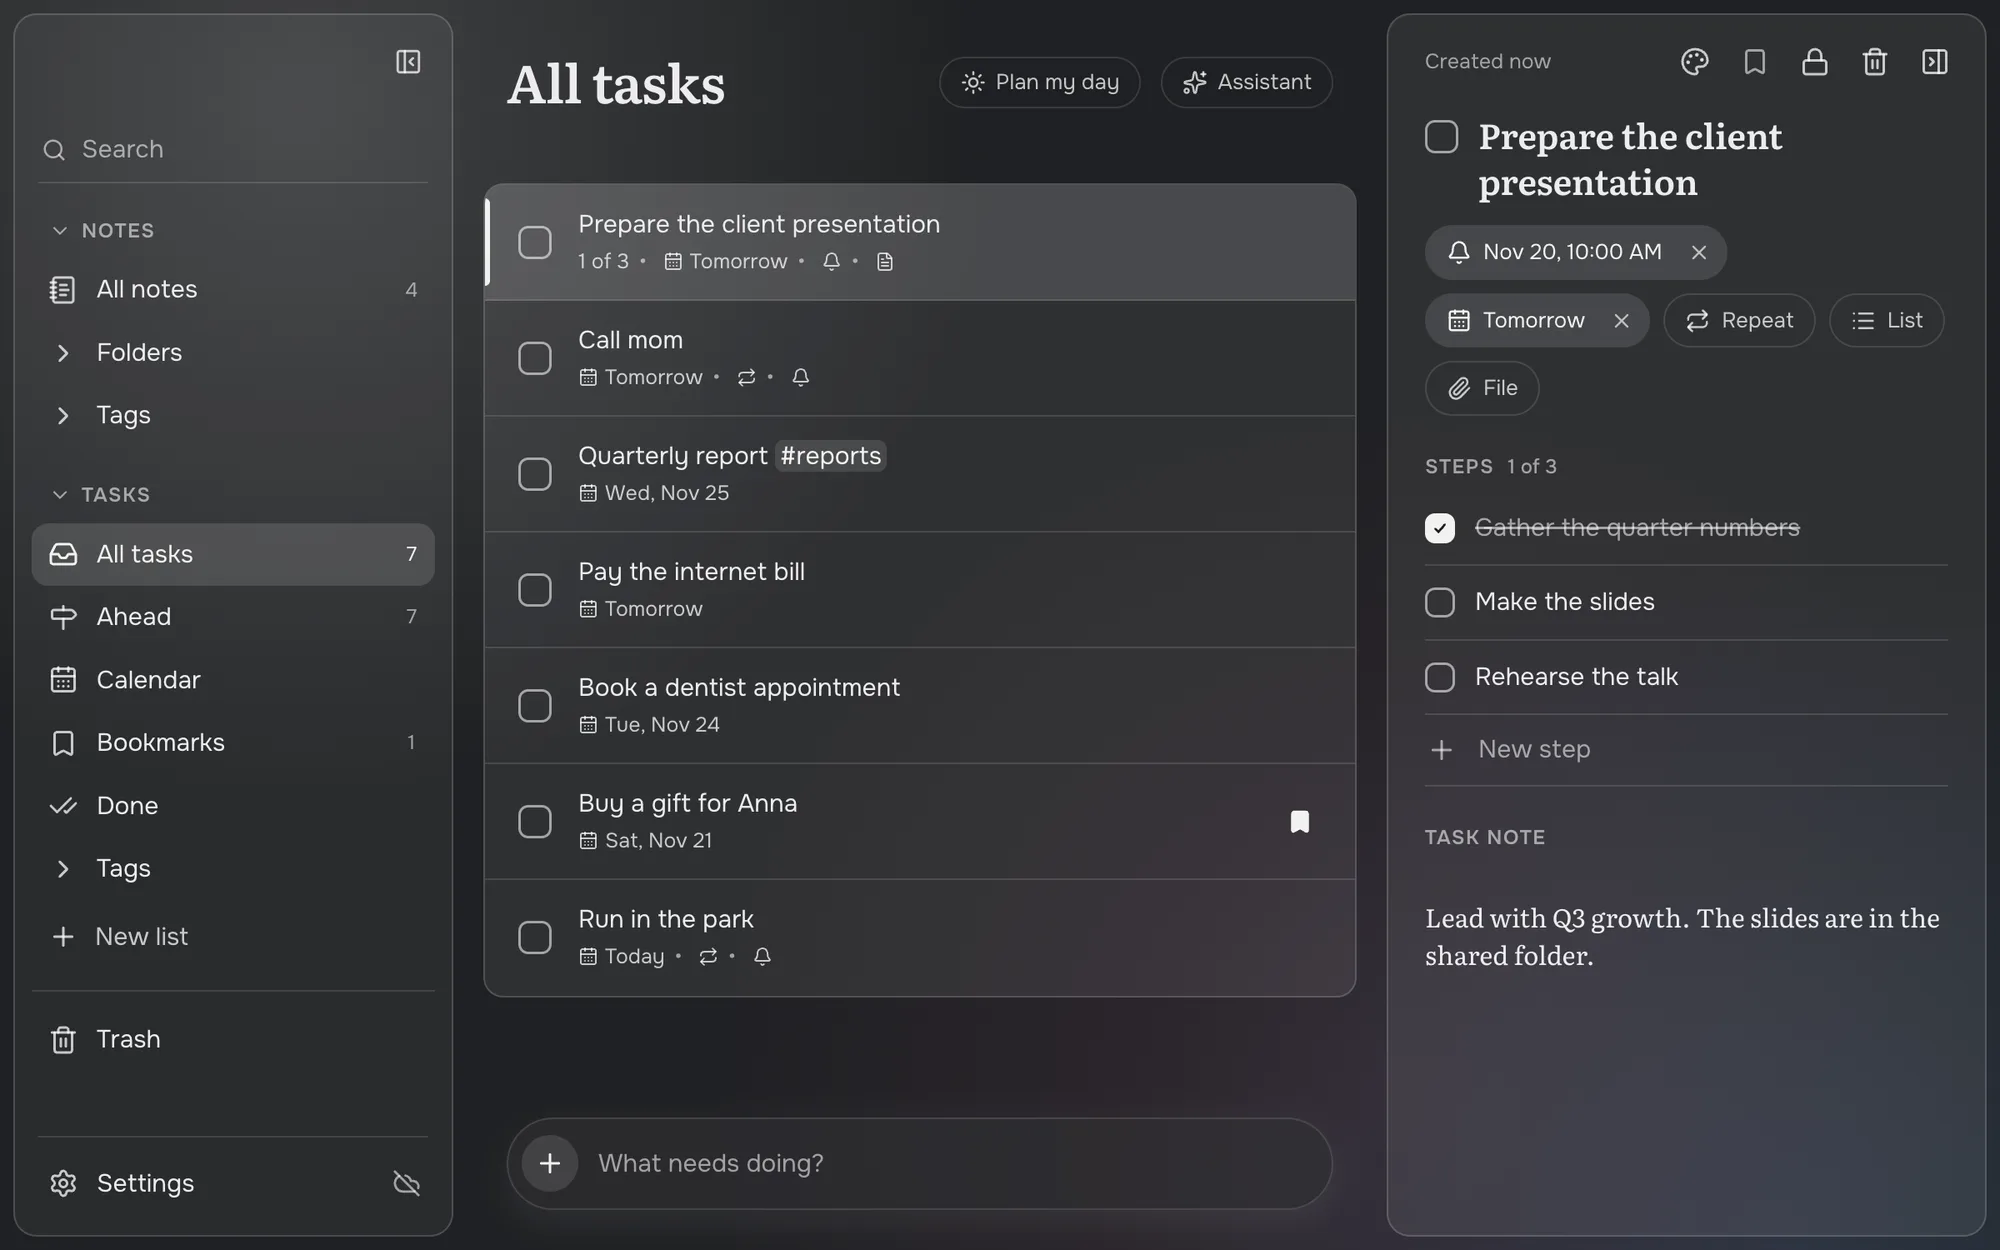 Search
NOTES
All notes 4
Folders
Tags
TASKS
All tasks 7
Ahead 7
Calendar
Bookmarks 1
Done
Tags
New list
Trash
Settings
All tasks
Plan my day
Assistant
Prepare the client presentation
1 of 3 • Tomorrow • •
Call mom
Tomorrow • •
Quarterly report #reports
Wed, Nov 25
Pay the internet bill
Tomorrow
Book a dentist appointment
Tue, Nov 24
Buy a gift for Anna
Sat, Nov 21
Run in the park
Today • •
What needs doing?
Created now
Prepare the client
presentation
Nov 20, 10:00 AM
Tomorrow
Repeat
List
File
STEPS 1 of 3
Gather the quarter numbers
Make the slides
Rehearse the talk
New step
TASK NOTE
Lead with Q3 growth. The slides are in the
shared folder.